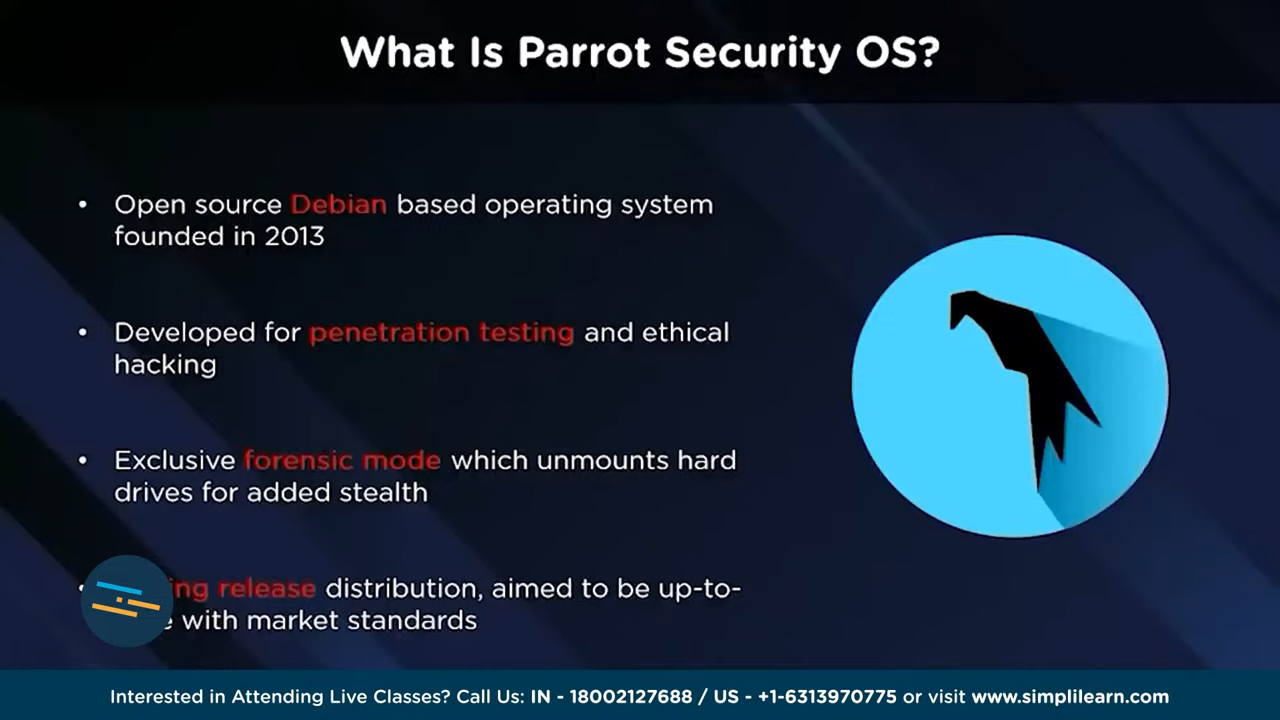 What Is Parrot Security OS?
• Open source Debian based operating system
founded in 2013
• Developed for penetration testing and ethical
hacking
• Exclusive forensic mode which unmounts hard
drives for added stealth
release distribution, aimed to be up-to-
with market standards
Interested in Attending Live Classes? Call Us: IN - 18002127688 / US - +1-6313970775 or visit www.simplilearn.com